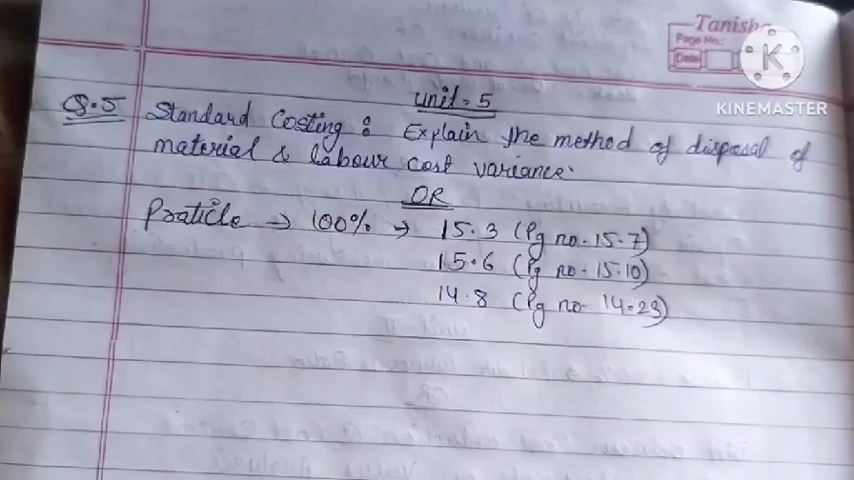 Tanisha
Page No.:
Date:
KINEMASTER
Unit = 5
Q.5 Standard Costing : Explain the method of disposal of
material & labour cost variance.
OR
Praticle → 100% → 15.3 (Pg no. 15.7)
15.6 (Pg no - 15.10)
14.8 (Pg no - 14.23)